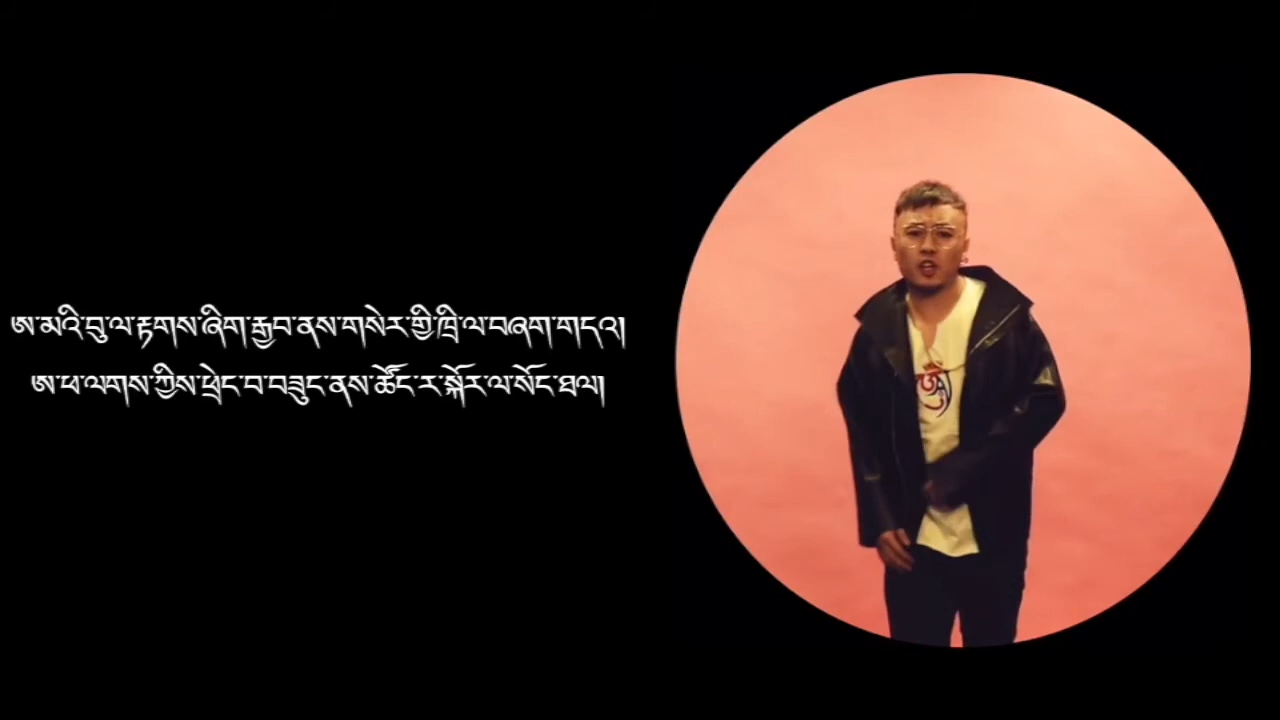 ཨ་མའི་བུ་ལ་རྟགས་ཞིག་རྒྱབ་ནས་གསེར་གྱི་ཁྲི་ལ་བཞག་གདའ།
ཨ་ཕ་ལགས་ཀྱིས་ཕྲེང་བ་བཟུང་ནས་ཚོང་ར་སྐོར་ལ་སོང་ཐལ།